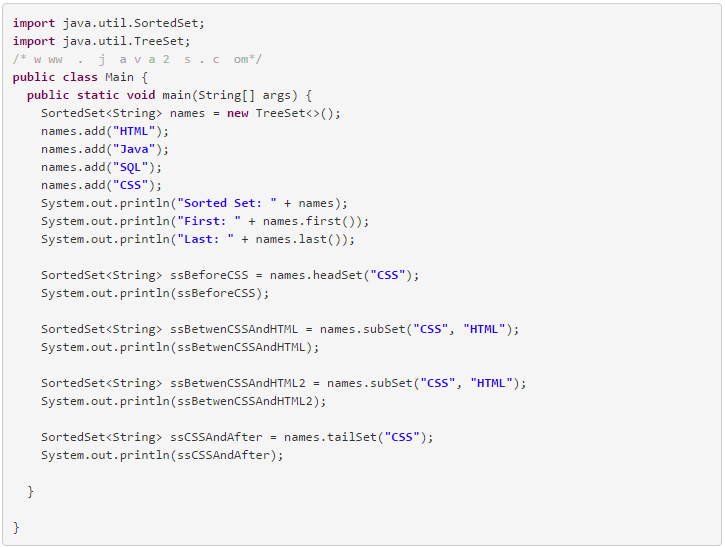 import java.util.SortedSet;
import java.util.TreeSet;
/* w ww  .  j  a v a 2  s . c  om*/
public class Main {
  public static void main(String[] args) {
    SortedSet<String> names = new TreeSet<>();
    names.add("HTML");
    names.add("Java");
    names.add("SQL");
    names.add("CSS");
    System.out.println("Sorted Set: " + names);
    System.out.println("First: " + names.first());
    System.out.println("Last: " + names.last());

    SortedSet<String> ssBeforeCSS = names.headSet("CSS");
    System.out.println(ssBeforeCSS);

    SortedSet<String> ssBetwenCSSAndHTML = names.subSet("CSS", "HTML");
    System.out.println(ssBetwenCSSAndHTML);

    SortedSet<String> ssBetwenCSSAndHTML2 = names.subSet("CSS", "HTML");
    System.out.println(ssBetwenCSSAndHTML2);

    SortedSet<String> ssCSSAndAfter = names.tailSet("CSS");
    System.out.println(ssCSSAndAfter);

  }

}